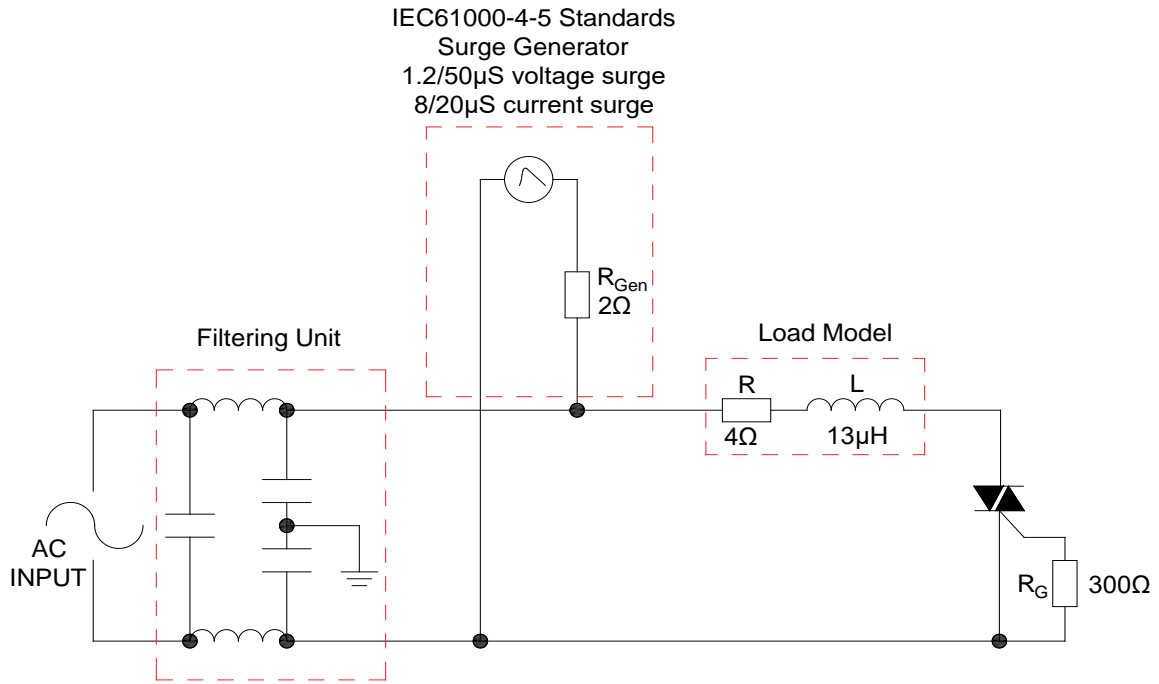 IEC61000-4-5 Standards
Surge Generator
1.2/50μS voltage surge
8/20μS current surge
RGen
2Ω
Filtering Unit
Load Model
R
L
4Ω
13μH
AC
INPUT
RG
300Ω